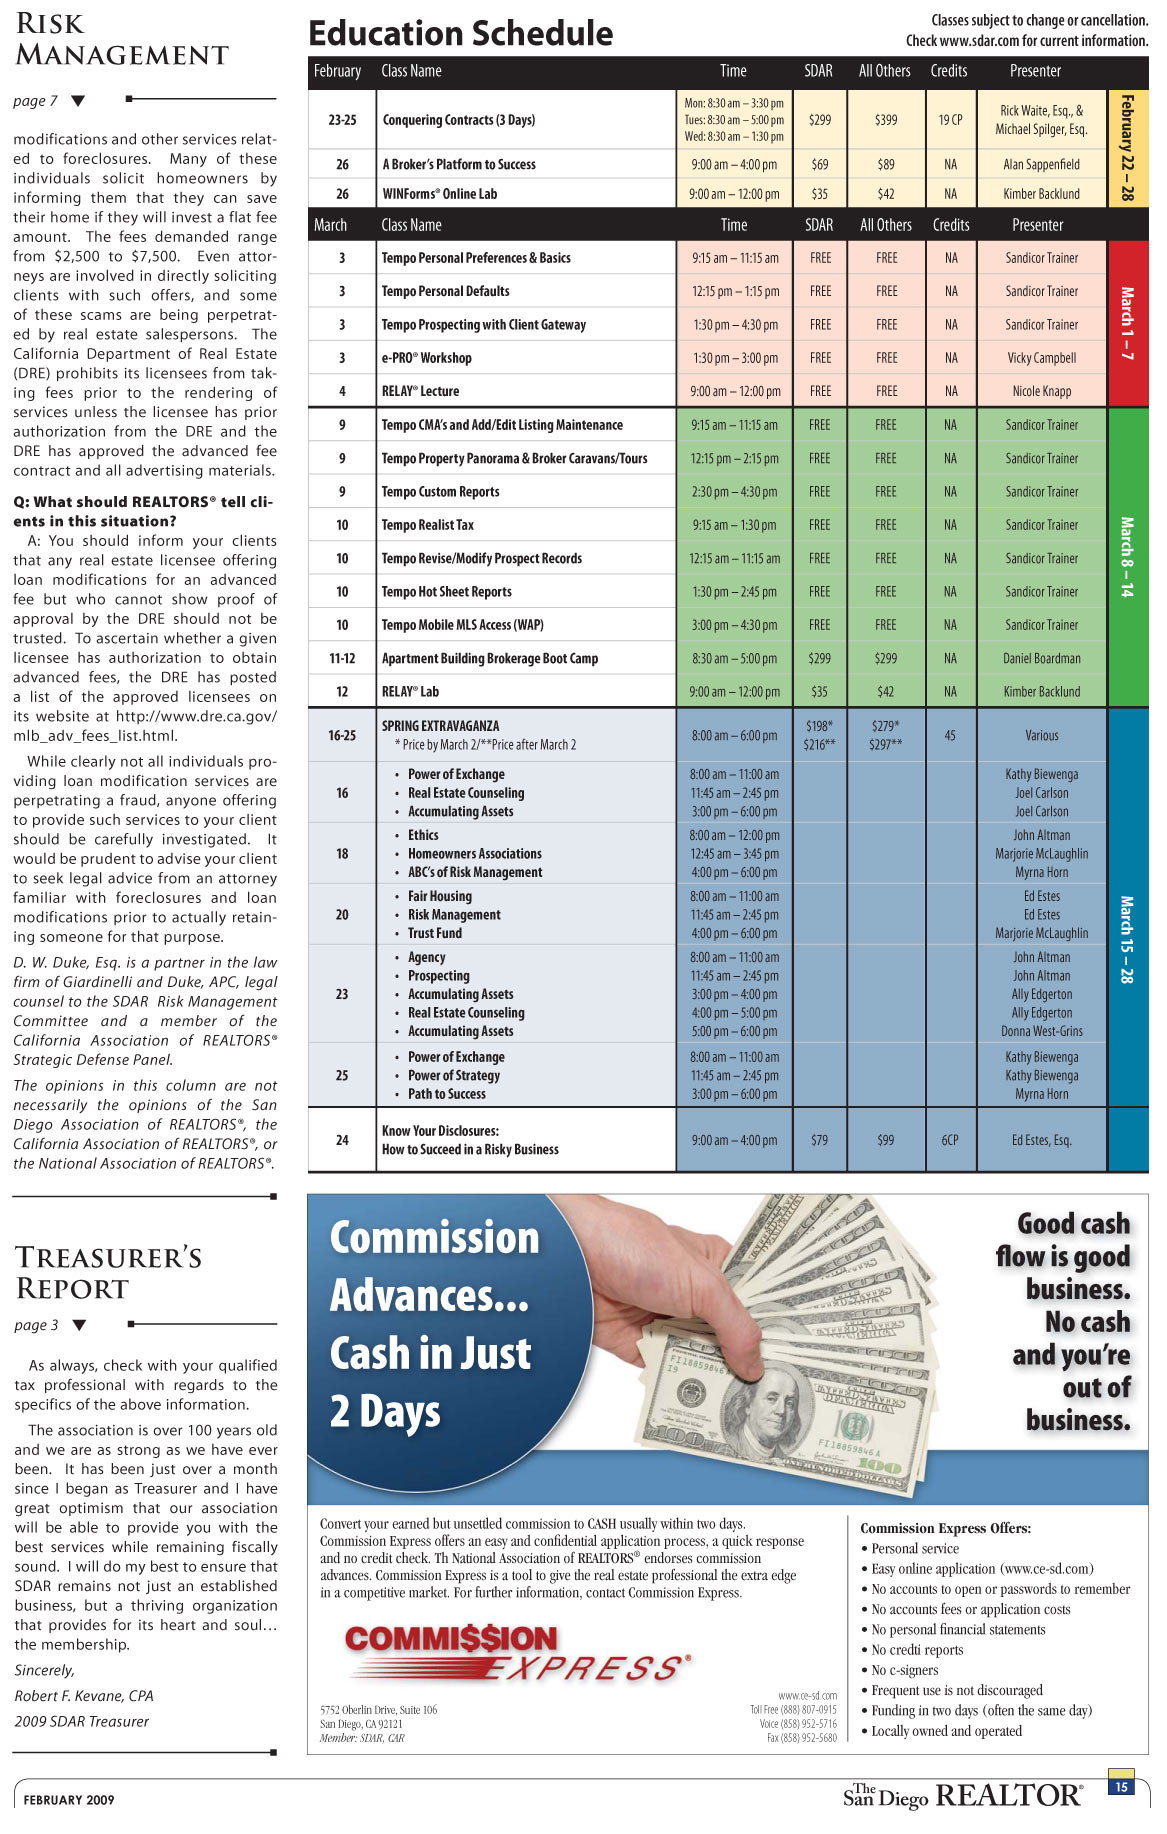 RISK
MANAGEMENT
page 7 ▼
modifications and other services relat-
ed to foreclosures. Many of these
individuals solicit homeowners by
informing them that they can save
their home if they will invest a flat fee
amount. The fees demanded range
from $2,500 to $7,500. Even attor-
neys are involved in directly soliciting
clients with such offers, and some
of these scams are being perpetrat-
ed by real estate salespersons. The
California Department of Real Estate
(DRE) prohibits its licensees from tak-
ing fees prior to the rendering of
services unless the licensee has prior
authorization from the DRE and the
DRE has approved the advanced fee
contract and all advertising materials.
Q: What should REALTORS® tell cli-
ents in this situation?
A: You should inform your clients
that any real estate licensee offering
loan modifications for an advanced
fee but who cannot show proof of
approval by the DRE should not be
trusted. To ascertain whether a given
licensee has authorization to obtain
advanced fees, the DRE has posted
a list of the approved licensees on
its website at http://www.dre.ca.gov/
mlb_adv_fees_list.html.
While clearly not all individuals pro-
viding loan modification services are
perpetrating a fraud, anyone offering
to provide such services to your client
should be carefully investigated. It
would be prudent to advise your client
to seek legal advice from an attorney
familiar with foreclosures and loan
modifications prior to actually retain-
ing someone for that purpose.
D. W. Duke, Esq. is a partner in the law
firm of Giardinelli and Duke, APC, legal
counsel to the SDAR Risk Management
Committee and a member of the
California Association of REALTORS®
Strategic Defense Panel.
The opinions in this column are not
necessarily the opinions of the San
Diego Association of REALTORS®, the
California Association of REALTORS®, or
the National Association of REALTORS®.
TREASURER'S
REPORT
page 3 ▼
As always, check with your qualified
tax professional with regards to the
specifics of the above information.
The association is over 100 years old
and we are as strong as we have ever
been. It has been just over a month
since I began as Treasurer and I have
great optimism that our association
will be able to provide you with the
best services while remaining fiscally
sound. I will do my best to ensure that
SDAR remains not just an established
business, but a thriving organization
that provides for its heart and soul…
the membership.
Sincerely,
Robert F. Kevane, CPA
2009 SDAR Treasurer
Education Schedule
Classes subject to change or cancellation.
Check www.sdar.com for current information.
February Class Name Time SDAR All Others Credits Presenter
23-25 Conquering Contracts (3 Days) Mon: 8:30 am – 3:30 pm Tues: 8:30 am – 5:00 pm Wed: 8:30 am – 1:30 pm $299 $399 19 CP Rick Waite, Esq., & Michael Spilger, Esq.
26 A Broker's Platform to Success 9:00 am – 4:00 pm $69 $89 NA Alan Sappenfield
26 WINForms® Online Lab 9:00 am – 12:00 pm $35 $42 NA Kimber Backlund
February 22 – 28
March Class Name Time SDAR All Others Credits Presenter
3 Tempo Personal Preferences & Basics 9:15 am – 11:15 am FREE FREE NA Sandicor Trainer
3 Tempo Personal Defaults 12:15 pm – 1:15 pm FREE FREE NA Sandicor Trainer
3 Tempo Prospecting with Client Gateway 1:30 pm – 4:30 pm FREE FREE NA Sandicor Trainer
3 e-PRO® Workshop 1:30 pm – 3:00 pm FREE FREE NA Vicky Campbell
4 RELAY® Lecture 9:00 am – 12:00 pm FREE FREE NA Nicole Knapp
March 1 – 7
9 Tempo CMA's and Add/Edit Listing Maintenance 9:15 am – 11:15 am FREE FREE NA Sandicor Trainer
9 Tempo Property Panorama & Broker Caravans/Tours 12:15 pm – 2:15 pm FREE FREE NA Sandicor Trainer
9 Tempo Custom Reports 2:30 pm – 4:30 pm FREE FREE NA Sandicor Trainer
10 Tempo Realist Tax 9:15 am – 1:30 pm FREE FREE NA Sandicor Trainer
10 Tempo Revise/Modify Prospect Records 12:15 am – 11:15 am FREE FREE NA Sandicor Trainer
10 Tempo Hot Sheet Reports 1:30 pm – 2:45 pm FREE FREE NA Sandicor Trainer
10 Tempo Mobile MLS Access (WAP) 3:00 pm – 4:30 pm FREE FREE NA Sandicor Trainer
11-12 Apartment Building Brokerage Boot Camp 8:30 am – 5:00 pm $299 $299 NA Daniel Boardman
12 RELAY® Lab 9:00 am – 12:00 pm $35 $42 NA Kimber Backlund
March 8 – 14
16-25 SPRING EXTRAVAGANZA 8:00 am – 6:00 pm $198* $279* 45 Various
* Price by March 2/**Price after March 2 $216** $297**
16 • Power of Exchange 8:00 am – 11:00 am Kathy Biewenga
• Real Estate Counseling 11:45 am – 2:45 pm Joel Carlson
• Accumulating Assets 3:00 pm – 6:00 pm Joel Carlson
18 • Ethics 8:00 am – 12:00 pm John Altman
• Homeowners Associations 12:45 am – 3:45 pm Marjorie McLaughlin
• ABC's of Risk Management 4:00 pm – 6:00 pm Myrna Horn
20 • Fair Housing 8:00 am – 11:00 am Ed Estes
• Risk Management 11:45 am – 2:45 pm Ed Estes
• Trust Fund 4:00 pm – 6:00 pm Marjorie McLaughlin
23 • Agency 8:00 am – 11:00 am John Altman
• Prospecting 11:45 am – 2:45 pm John Altman
• Accumulating Assets 3:00 pm – 4:00 pm Ally Edgerton
• Real Estate Counseling 4:00 pm – 5:00 pm Ally Edgerton
• Accumulating Assets 5:00 pm – 6:00 pm Donna West-Grins
25 • Power of Exchange 8:00 am – 11:00 am Kathy Biewenga
• Power of Strategy 11:45 am – 2:45 pm Kathy Biewenga
• Path to Success 3:00 pm – 6:00 pm Myrna Horn
24 Know Your Disclosures: How to Succeed in a Risky Business 9:00 am – 4:00 pm $79 $99 6CP Ed Estes, Esq.
March 15 – 28
Commission
Advances...
Cash in Just
2 Days
FI18859846A
I9
FI18859846A
100
100
ONE HUNDRED DOLLARS
Good cash
flow is good
business.
No cash
and you're
out of
business.
Convert your earned but unsettled commission to CASH usually within two days.
Commission Express offers an easy and confidential application process, a quick response
and no credit check. Th National Association of REALTORS® endorses commission
advances. Commission Express is a tool to give the real estate professional the extra edge
in a competitive market. For further information, contact Commission Express.
COMMI$$ION
EXPRESS®
5752 Oberlin Drive, Suite 106
San Diego, CA 92121
Member: SDAR, CAR
www.ce-sd.com
Toll Free (888) 807-0915
Voice (858) 952-5716
Fax (858) 952-5680
Commission Express Offers:
• Personal service
• Easy online application (www.ce-sd.com)
• No accounts to open or passwords to remember
• No accounts fees or application costs
• No personal financial statements
• No credti reports
• No c-signers
• Frequent use is not discouraged
• Funding in two days (often the same day)
• Locally owned and operated
FEBRUARY 2009
The San Diego REALTOR®
15